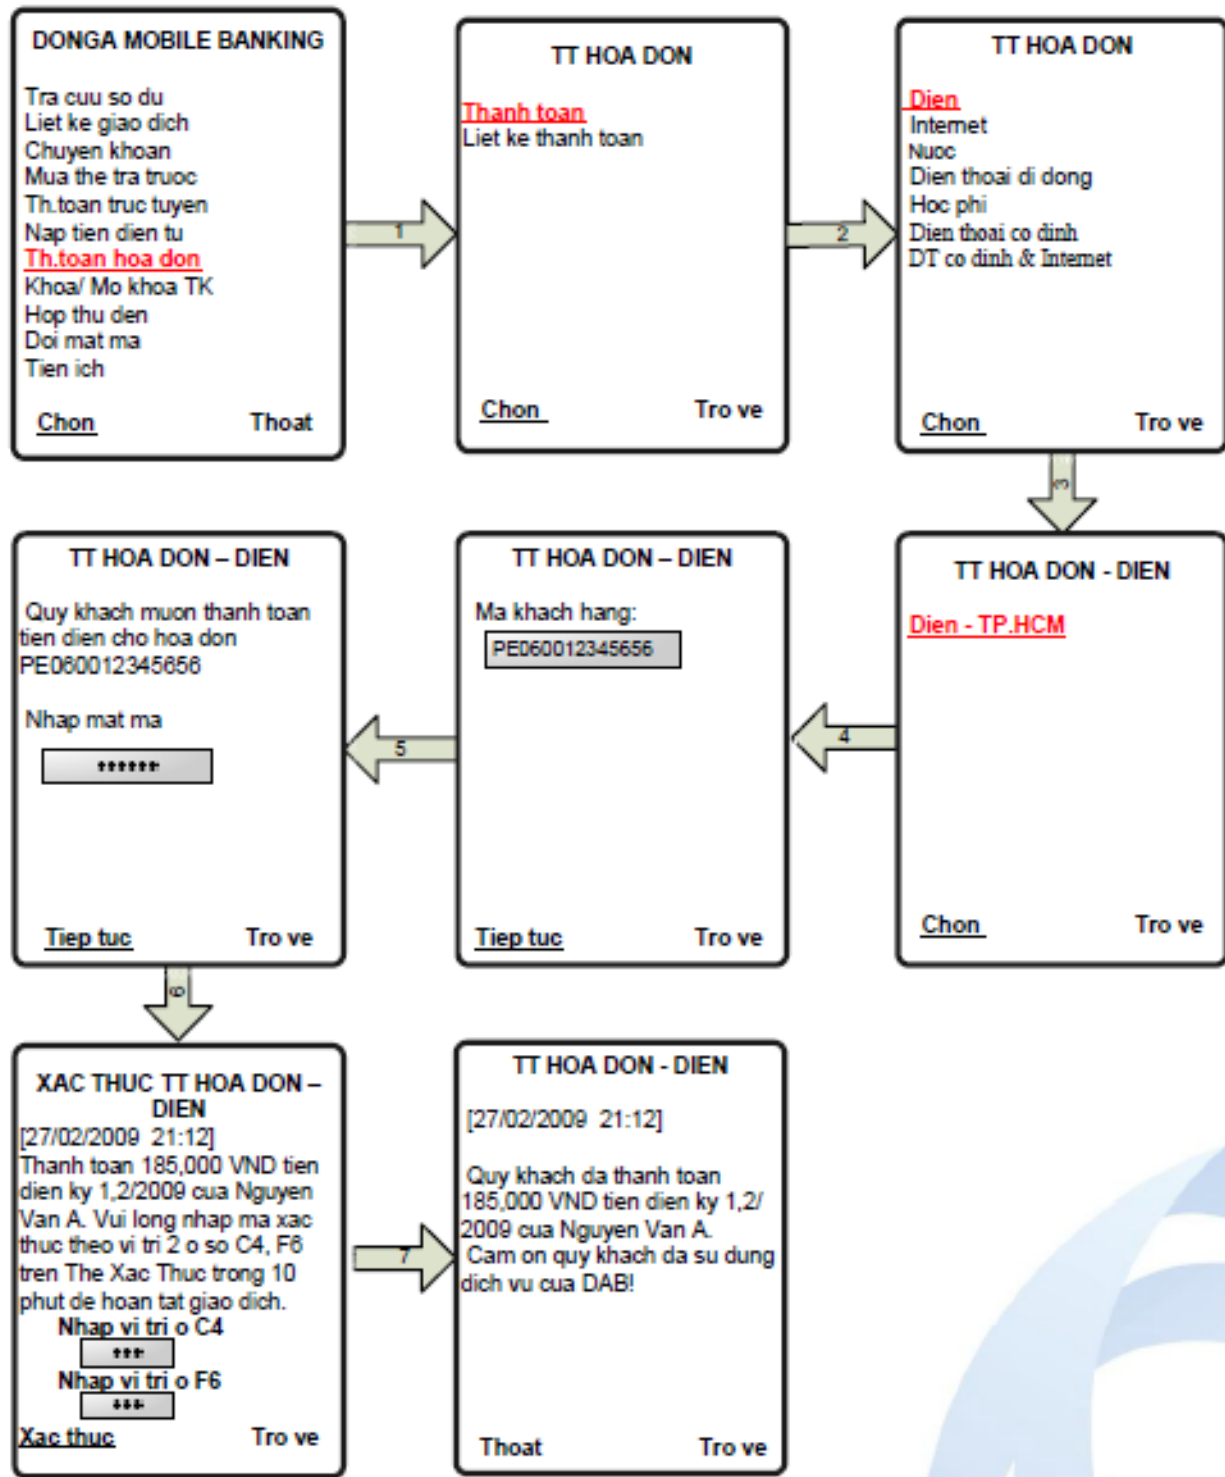 DONGA MOBILE BANKING
Tra cuu so du
Liet ke giao dich
Chuyen khoan
Mua the tra truoc
Th.toan truc tuyen
Nap tien dien tu
Th.toan hoa don
Khoa/ Mo khoa TK
Hop thu den
Doi mat ma
Tien ich
Chon Thoat
1
TT HOA DON
Thanh toan
Liet ke thanh toan
Chon Tro ve
2
TT HOA DON
Dien
Internet
Nuoc
Dien thoai di dong
Hoc phi
Dien thoai co dinh
DT co dinh & Internet
Chon Tro ve
3
TT HOA DON - DIEN
Dien - TP.HCM
Chon Tro ve
4
TT HOA DON – DIEN
Ma khach hang:
PE060012345656
Tiep tuc Tro ve
5
TT HOA DON – DIEN
Quy khach muon thanh toan
tien dien cho hoa don
PE060012345656
Nhap mat ma
******
Tiep tuc Tro ve
6
XAC THUC TT HOA DON –
DIEN
[27/02/2009 21:12]
Thanh toan 185,000 VND tien
dien ky 1,2/2009 cua Nguyen
Van A. Vui long nhap ma xac
thuc theo vi tri 2 o so C4, F6
tren The Xac Thuc trong 10
phut de hoan tat giao dich.
Nhap vi tri o C4
***
Nhap vi tri o F6
***
Xac thuc Tro ve
7
TT HOA DON - DIEN
[27/02/2009 21:12]
Quy khach da thanh toan
185,000 VND tien dien ky 1,2/
2009 cua Nguyen Van A.
Cam on quy khach da su dung
dich vu cua DAB!
Thoat Tro ve